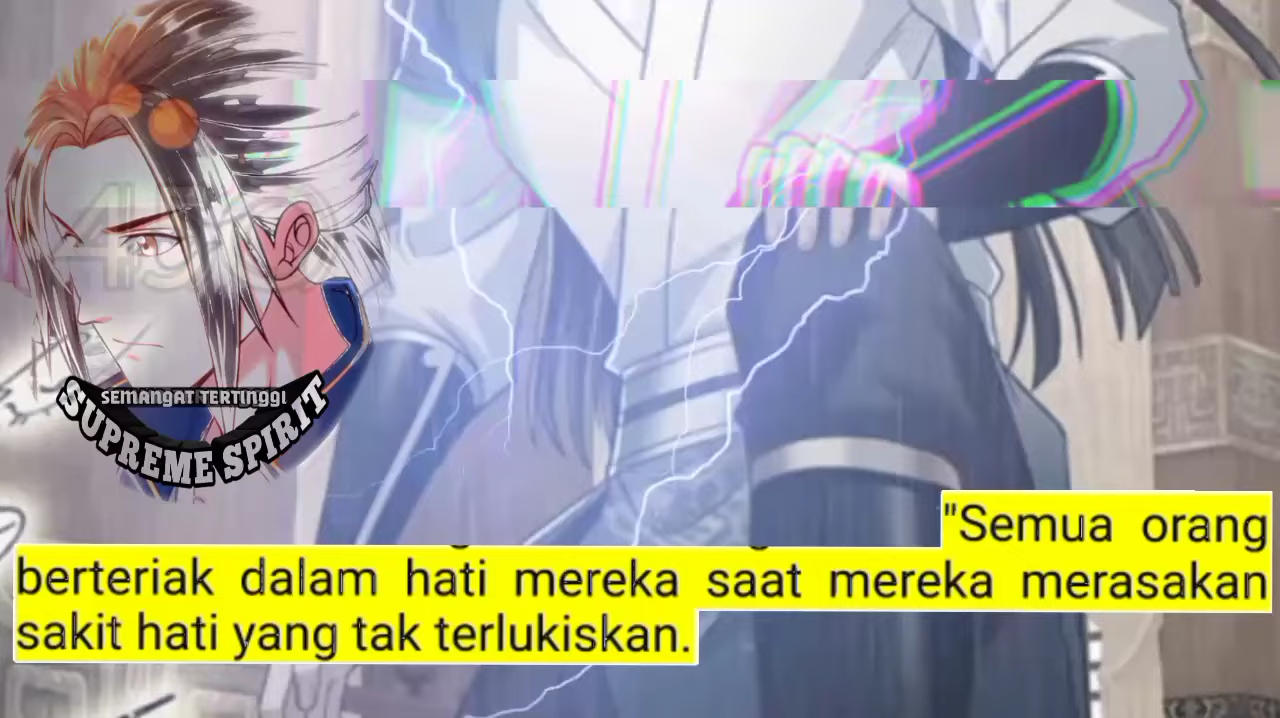 SEMANGAT TERTINGGI
SUPREME SPIRIT
"Semua orang
berteriak dalam hati mereka saat mereka merasakan
sakit hati yang tak terlukiskan.